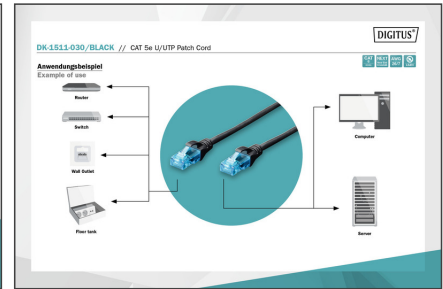 DIGITUS®
DK-1511-030/BLACK // CAT 5e U/UTP Patch Cord
Anwendungsbeispiel
Example of use
Router
Switch
Wall Outlet
Floor tank
Computer
Server